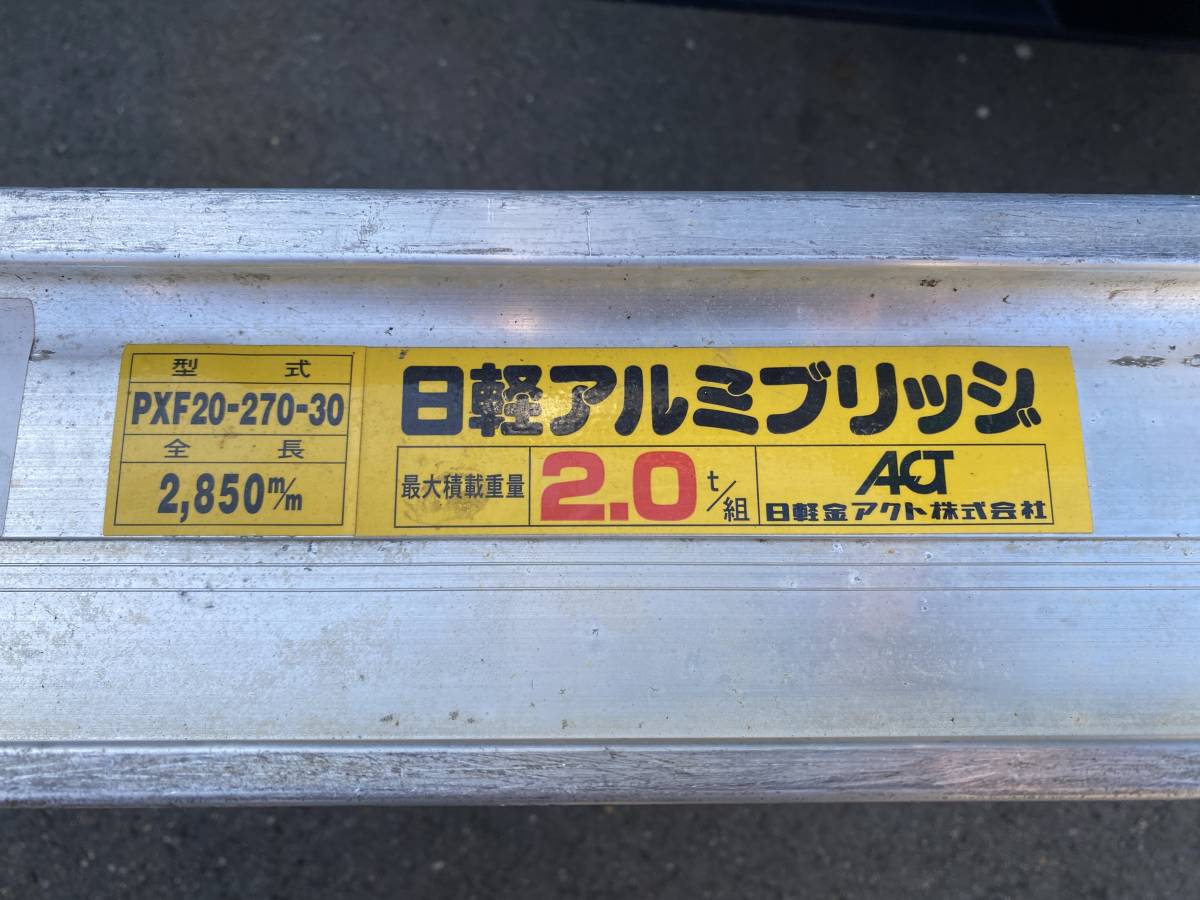 型式
PXF20-270-30
全長
2,850m/m
日軽アルミブリッジ
最大積載重量 2.0 t/組
ACT
日軽金アクト株式会社